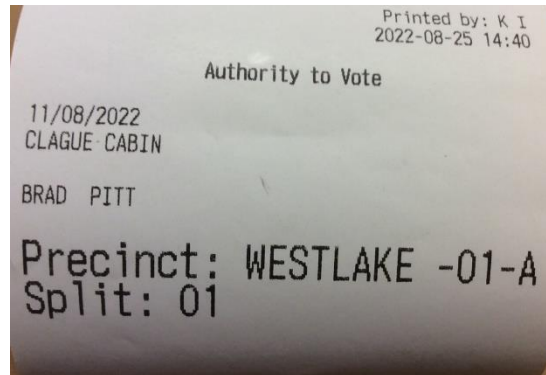 Printed by: K I
2022-08-25 14:40
Authority to Vote
11/08/2022
CLAGUE CABIN
BRAD PITT
Precinct: WESTLAKE -01-A
Split: 01